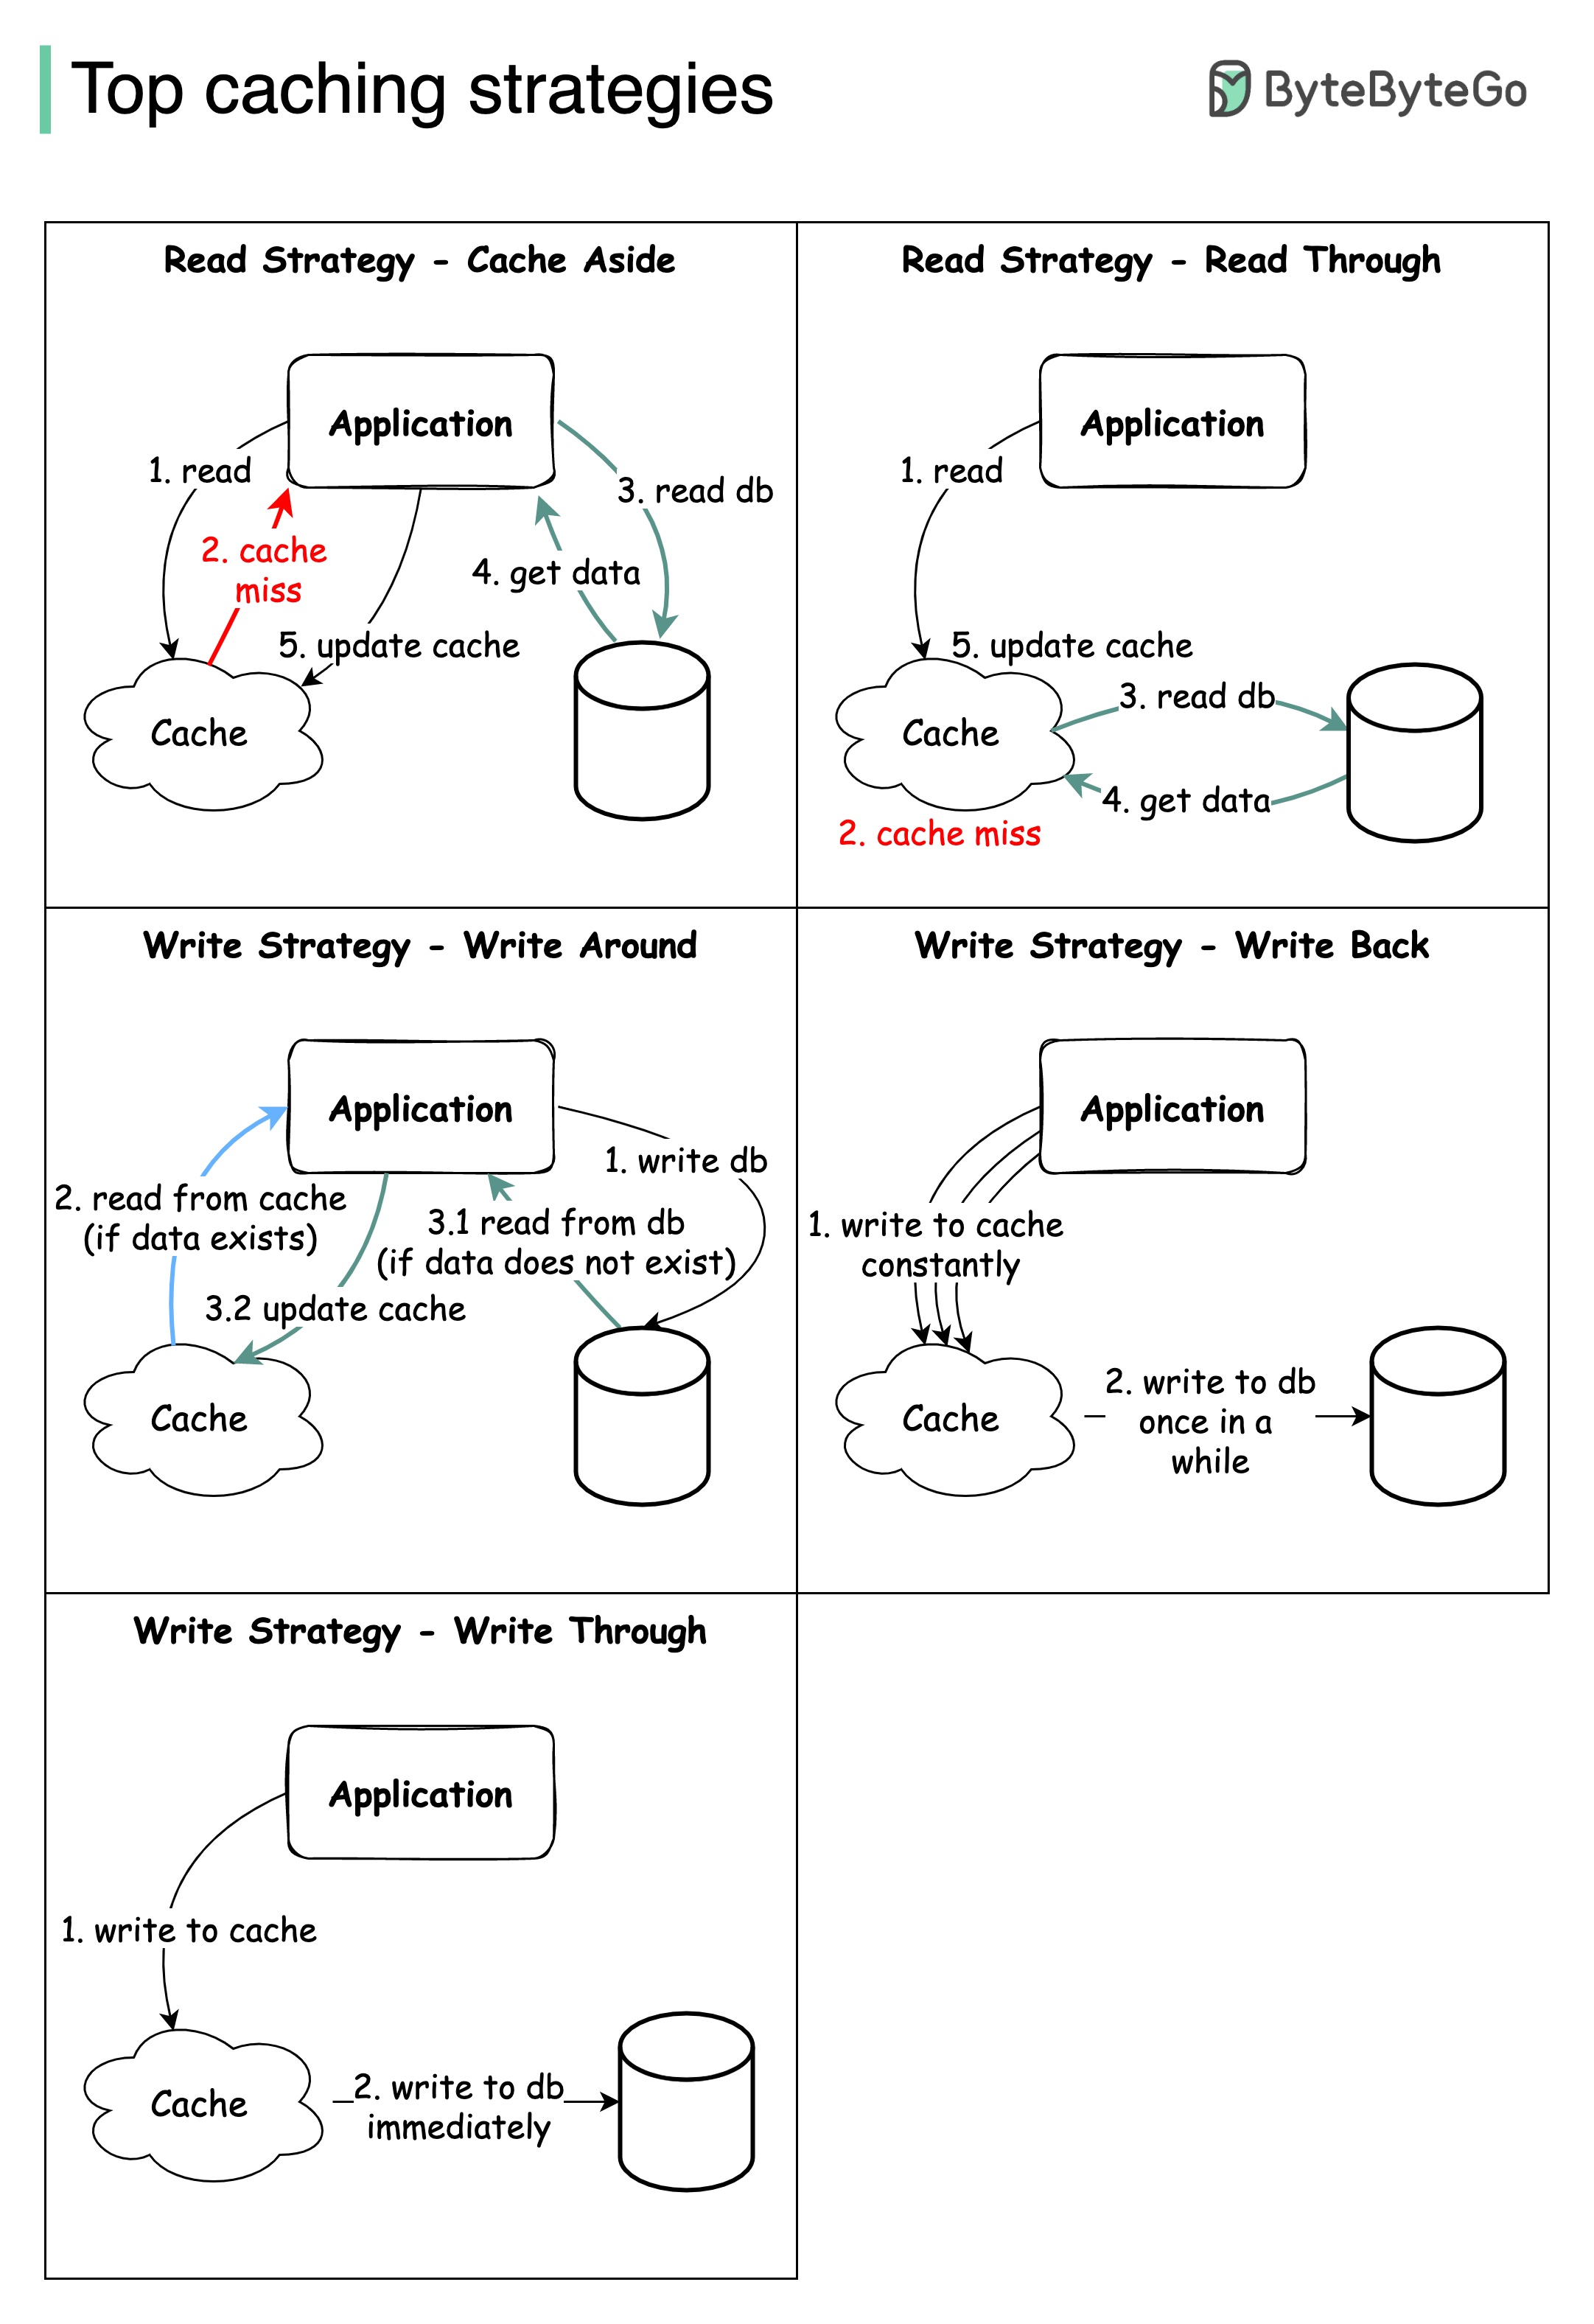 Top caching strategies
ByteByteGo
Read Strategy - Cache Aside
Application
1. read
3. read db
2. cache
miss
4. get data
5. update cache
Cache
Read Strategy - Read Through
Application
1. read
5. update cache
3. read db
Cache
4. get data
2. cache miss
Write Strategy - Write Around
Application
1. write db
2. read from cache
(if data exists)
3.1 read from db
(if data does not exist)
3.2 update cache
Cache
Write Strategy - Write Back
Application
1. write to cache
constantly
2. write to db
once in a
while
Cache
Write Strategy - Write Through
Application
1. write to cache
Cache
2. write to db
immediately